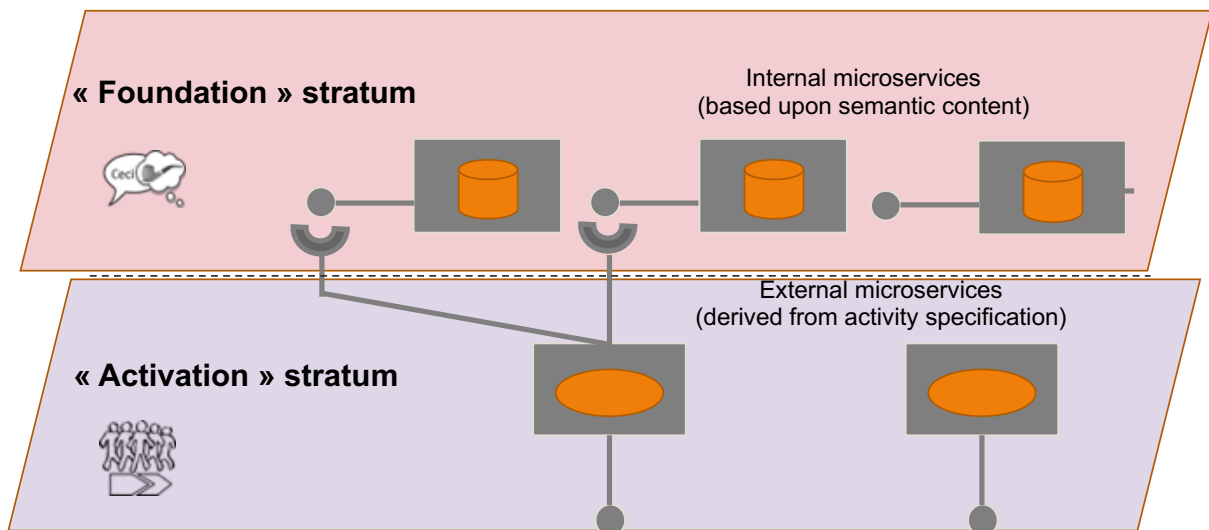 « Foundation » stratum
Internal microservices
(based upon semantic content)
Ceci
External microservices
(derived from activity specification)
« Activation » stratum